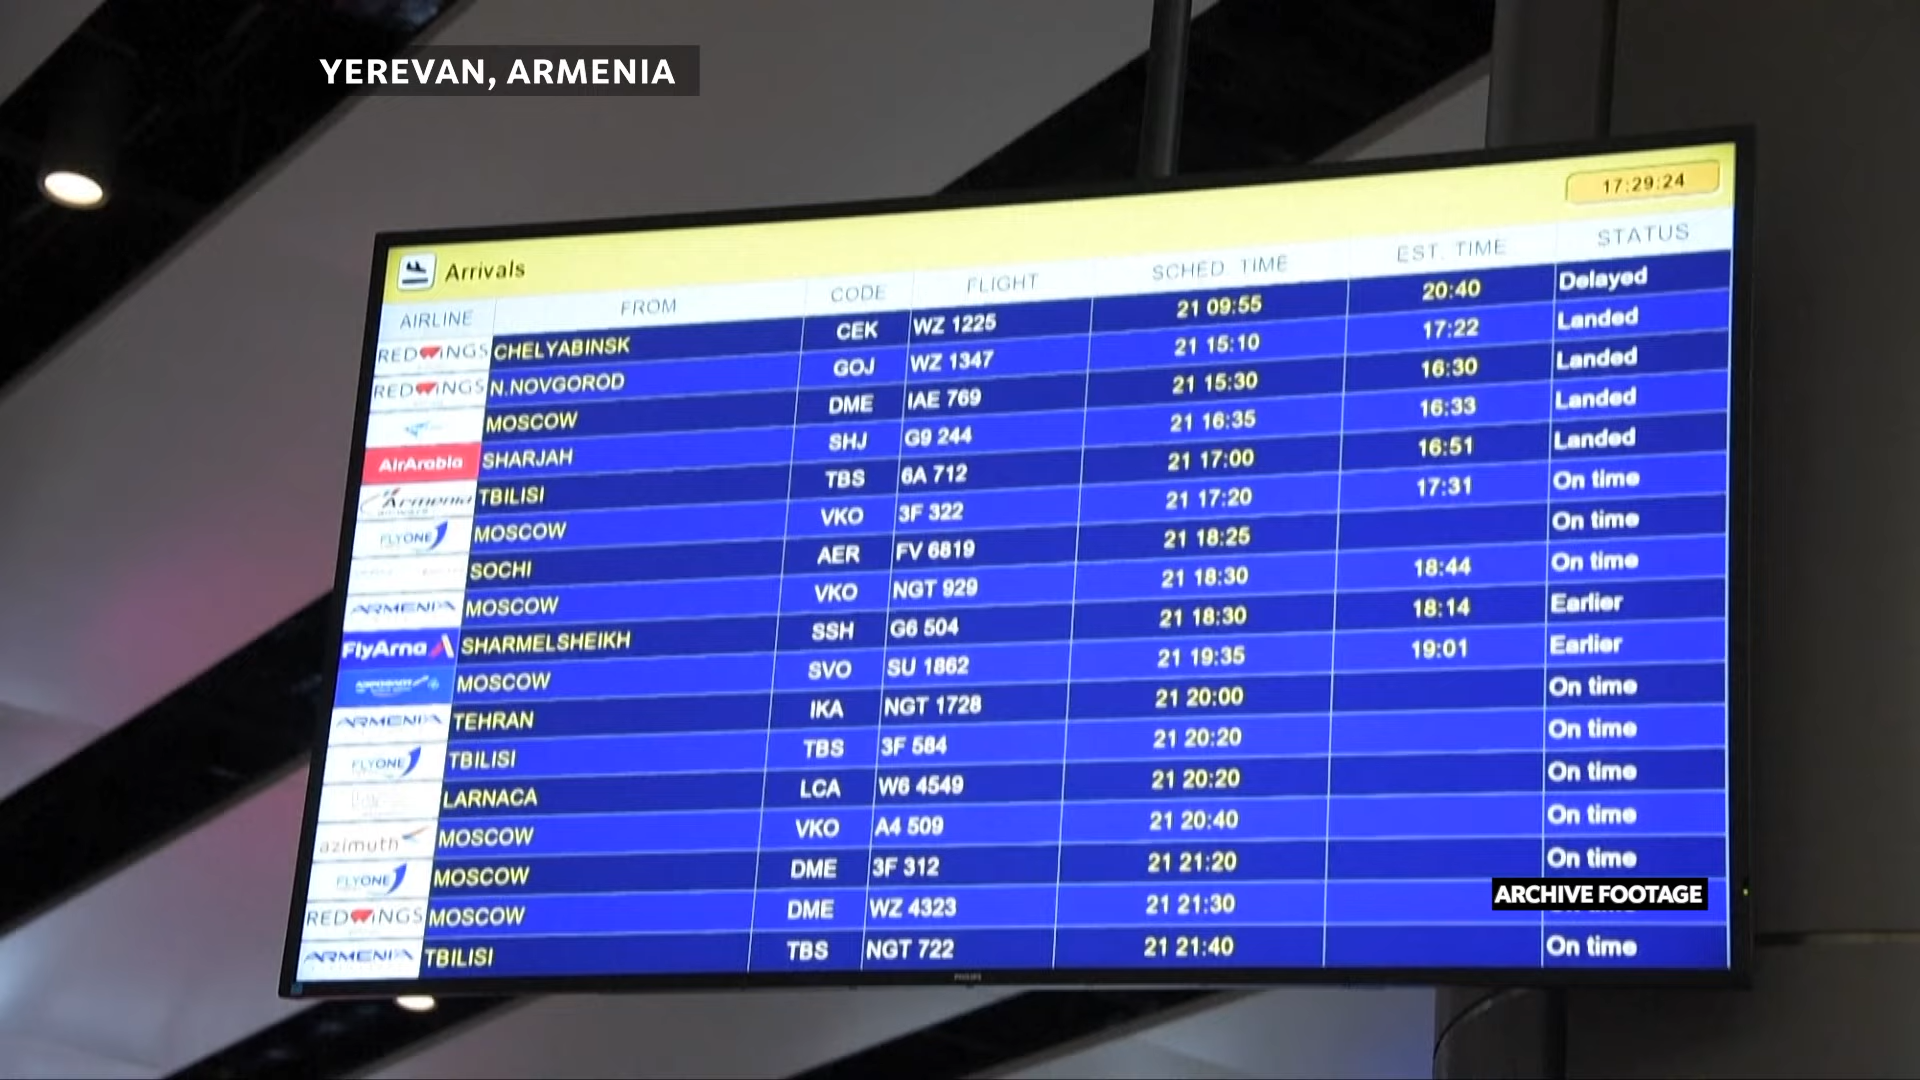 YEREVAN, ARMENIA
17:29:24
Arrivals
AIRLINE FROM CODE FLIGHT SCHED. TIME EST. TIME STATUS
REDWINGS CHELYABINSK CEK WZ 1225 21 09:55 20:40 Delayed
REDWINGS N.NOVGOROD GOJ WZ 1347 21 15:10 17:22 Landed
MOSCOW DME IAE 769 21 15:30 16:30 Landed
AirArabia SHARJAH SHJ G9 244 21 16:35 16:33 Landed
Armenia TBILISI TBS 6A 712 21 17:00 16:51 Landed
FLYONE MOSCOW VKO 3F 322 21 17:20 17:31 On time
SOCHI AER FV 6819 21 18:25 On time
ARMENIA MOSCOW VKO NGT 929 21 18:30 18:44 On time
FlyArna SHARMELSHEIKH SSH G6 504 21 18:30 18:14 Earlier
MOSCOW SVO SU 1862 21 19:35 19:01 Earlier
ARMENIA TEHRAN IKA NGT 1728 21 20:00 On time
FLYONE TBILISI TBS 3F 584 21 20:20 On time
LARNACA LCA W6 4549 21 20:20 On time
azimuth MOSCOW VKO A4 509 21 20:40 On time
FLYONE MOSCOW DME 3F 312 21 21:20 On time
REDWINGS MOSCOW DME WZ 4323 21 21:30
ARMENIA TBILISI TBS NGT 722 21 21:40 On time
ARCHIVE FOOTAGE
PHILIPS